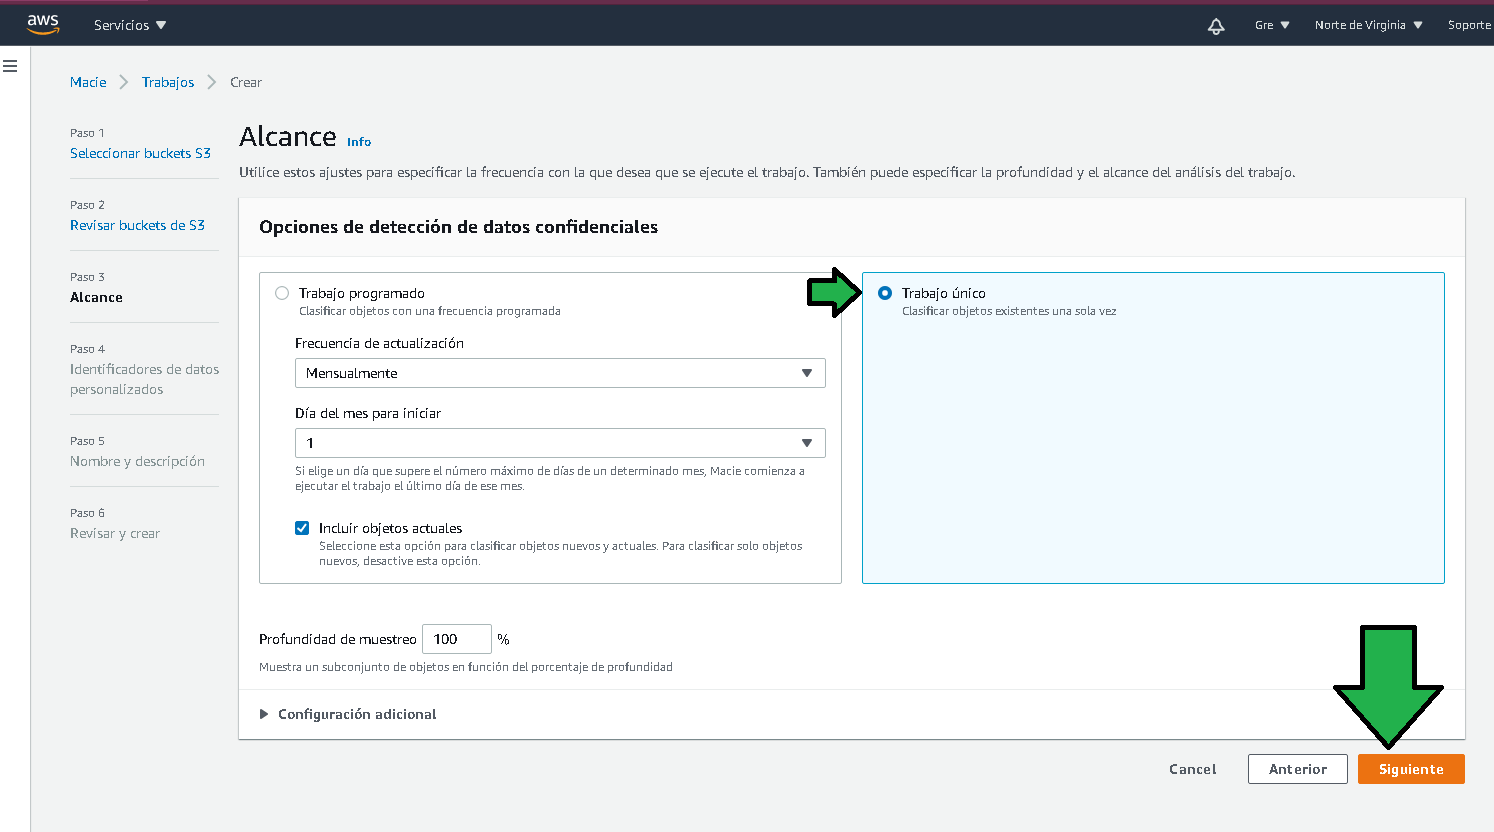 aws
Servicios
Gre
Norte de Virginia
Soporte
Macie
Trabajos
Crear
Paso 1
Seleccionar buckets S3
Paso 2
Revisar buckets de S3
Paso 3
Alcance
Paso 4
Identificadores de datos
personalizados
Paso 5
Nombre y descripción
Paso 6
Revisar y crear
Alcance Info
Utilice estos ajustes para especificar la frecuencia con la que desea que se ejecute el trabajo. También puede especificar la profundidad y el alcance del análisis del trabajo.
Opciones de detección de datos confidenciales
Trabajo programado
Clasificar objetos con una frecuencia programada
Frecuencia de actualización
Mensualmente
Día del mes para iniciar
1
Si elige un día que supere el número máximo de días de un determinado mes, Macie comienza a
ejecutar el trabajo el último día de ese mes.
Incluir objetos actuales
Seleccione esta opción para clasificar objetos nuevos y actuales. Para clasificar solo objetos
nuevos, desactive esta opción.
Trabajo único
Clasificar objetos existentes una sola vez
Profundidad de muestreo 100 %
Muestra un subconjunto de objetos en función del porcentaje de profundidad
Configuración adicional
Cancel
Anterior
Siguiente